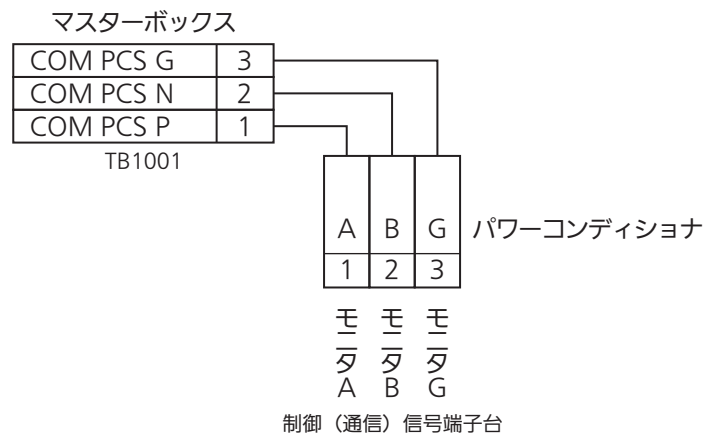 マスターボックス
COM PCS G 3
COM PCS N 2
COM PCS P 1
TB1001
A B G パワーコンディショナ
1 2 3
モニタA モニタB モニタG
制御（通信）信号端子台